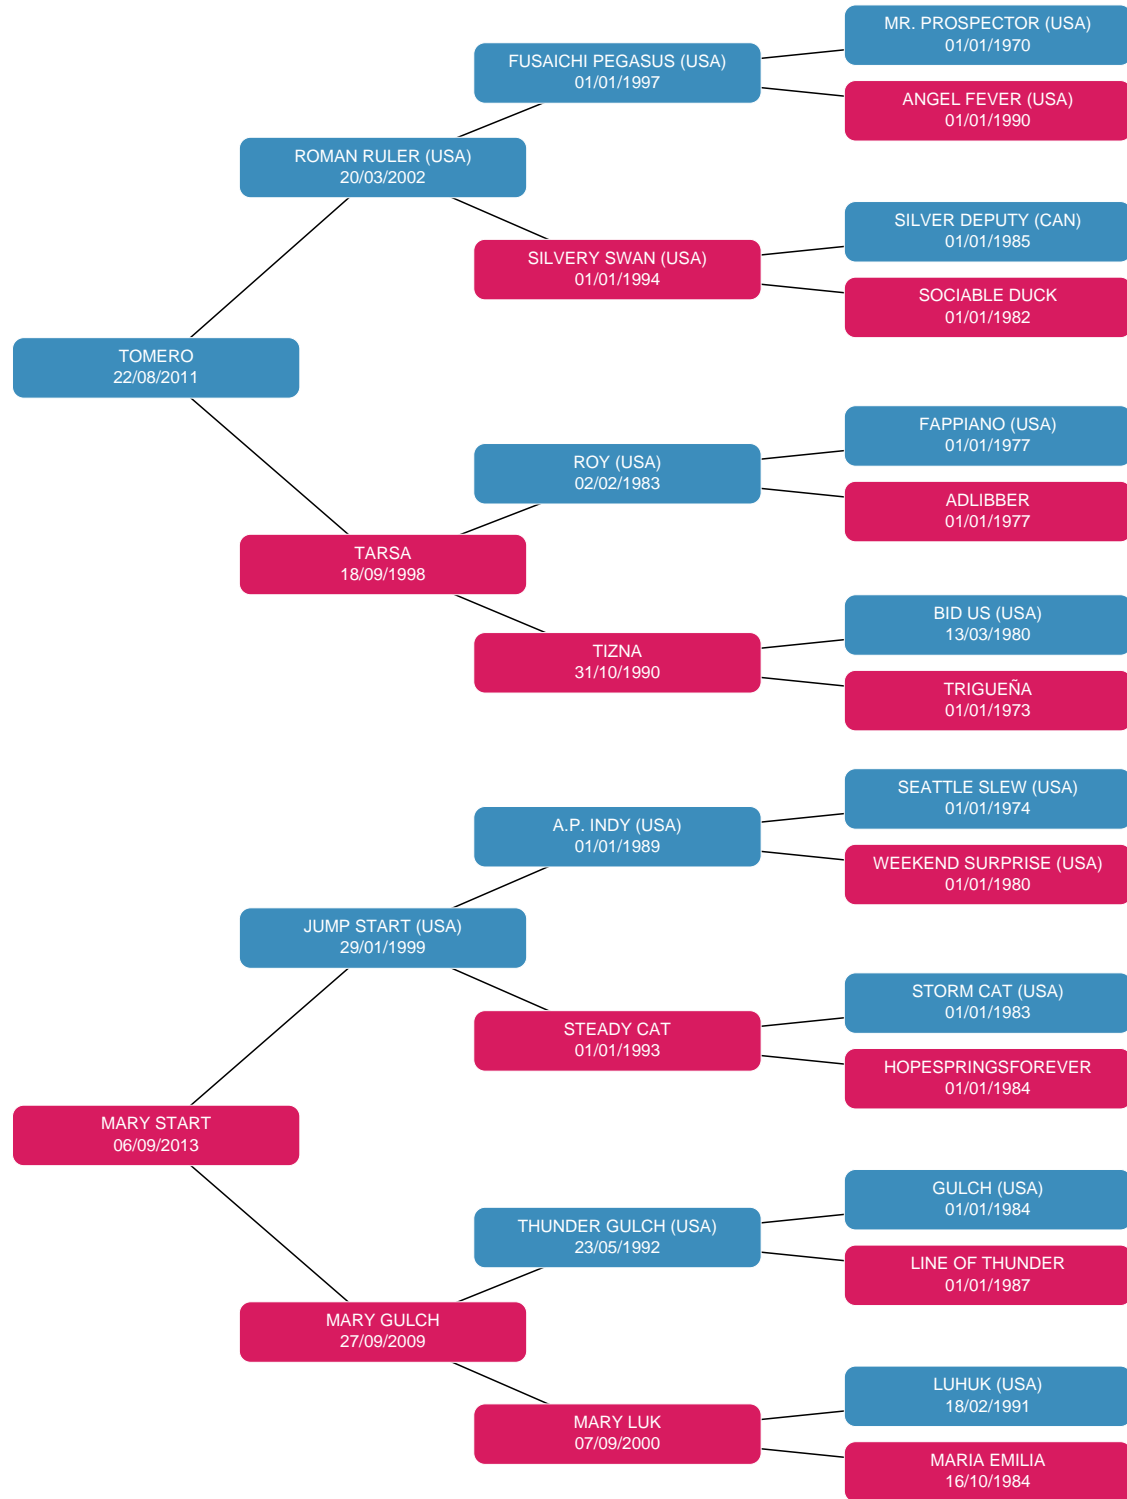 MR. PROSPECTOR (USA)
01/01/1970
FUSAICHI PEGASUS (USA)
01/01/1997
ANGEL FEVER (USA)
01/01/1990
ROMAN RULER (USA)
20/03/2002
SILVER DEPUTY (CAN)
01/01/1985
SILVERY SWAN (USA)
01/01/1994
SOCIABLE DUCK
01/01/1982
TOMERO
22/08/2011
FAPPIANO (USA)
01/01/1977
ROY (USA)
02/02/1983
ADLIBBER
01/01/1977
TARSA
18/09/1998
BID US (USA)
13/03/1980
TIZNA
31/10/1990
TRIGUEÑA
01/01/1973
SEATTLE SLEW (USA)
01/01/1974
A.P. INDY (USA)
01/01/1989
WEEKEND SURPRISE (USA)
01/01/1980
JUMP START (USA)
29/01/1999
STORM CAT (USA)
01/01/1983
STEADY CAT
01/01/1993
HOPESPRINGSFOREVER
01/01/1984
MARY START
06/09/2013
GULCH (USA)
01/01/1984
THUNDER GULCH (USA)
23/05/1992
LINE OF THUNDER
01/01/1987
MARY GULCH
27/09/2009
LUHUK (USA)
18/02/1991
MARY LUK
07/09/2000
MARIA EMILIA
16/10/1984